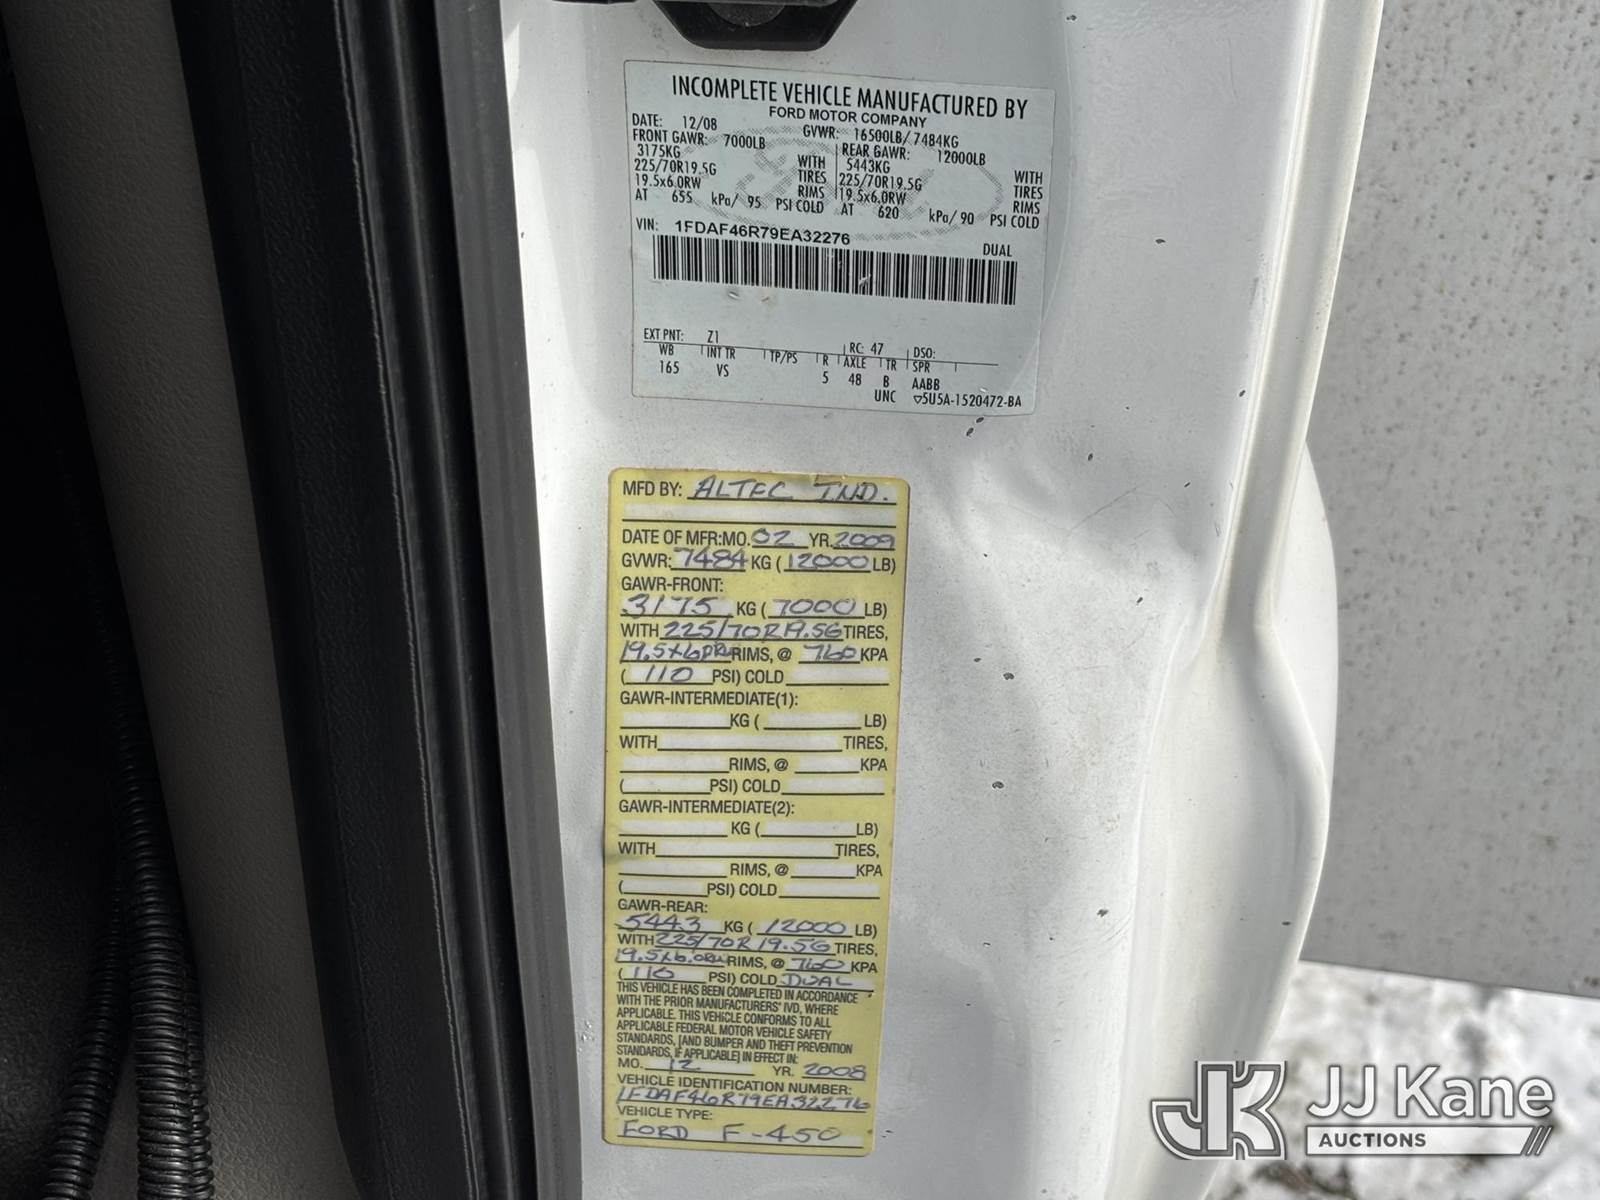 INCOMPLETE VEHICLE MANUFACTURED BY
FORD MOTOR COMPANY
DATE: 12/08 GVWR: 16500LB/ 7484KG
FRONT GAWR: 7000LB REAR GAWR: 12000LB
3175KG WITH 5443KG WITH
225/70R19.5G TIRES 225/70R19.5G TIRES
19.5x6.0RW RIMS 19.5x6.0RW RIMS
AT 655 kPa/ 95 PSI COLD AT 620 kPa/ 90 PSI COLD
VIN: 1FDAF46R79EA32276 DUAL
EXT PNT: Z1 RC: 47 DSO:
WB INT TR TP/PS R AXLE TR SPR
165 VS 5 48 B AABB
UNC 5U5A-1520472-BA
MFD BY: ALTEC IND.
DATE OF MFR:MO. 02 YR. 2009
GVWR: 7484 KG (12000 LB)
GAWR-FRONT:
3175 KG ( 7000 LB)
WITH 225/70R19.5G TIRES,
19.5x6.0RW RIMS, @ 760 KPA
( 110 PSI) COLD
GAWR-INTERMEDIATE(1):
KG ( LB)
WITH TIRES,
RIMS, @ KPA
( PSI) COLD
GAWR-INTERMEDIATE(2):
KG ( LB)
WITH TIRES,
RIMS, @ KPA
( PSI) COLD
GAWR-REAR:
5443 KG ( 12000 LB)
WITH 225/70R19.5G TIRES,
19.5x6.0RW RIMS, @ 760 KPA
( 110 PSI) COLD DUAL
THIS VEHICLE HAS BEEN COMPLETED IN ACCORDANCE
WITH THE PRIOR MANUFACTURERS' IVD, WHERE
APPLICABLE. THIS VEHICLE CONFORMS TO ALL
APPLICABLE FEDERAL MOTOR VEHICLE SAFETY
STANDARDS, [AND BUMPER AND THEFT PREVENTION
STANDARDS, IF APPLICABLE] IN EFFECT IN:
MO. 12 YR. 2008
VEHICLE IDENTIFICATION NUMBER:
1FDAF46R79EA32276
VEHICLE TYPE:
FORD F-450
JK JJ Kane
AUCTIONS